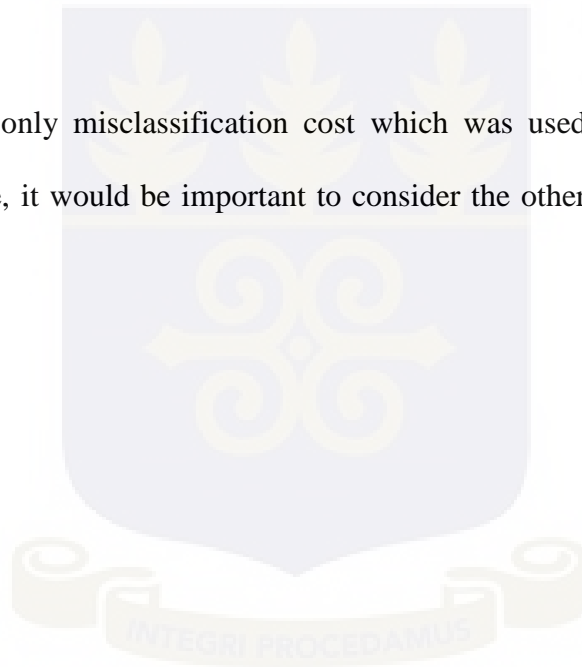 only misclassification cost which was used
, it would be important to consider the other
INTEGRI PROCEDAMUS